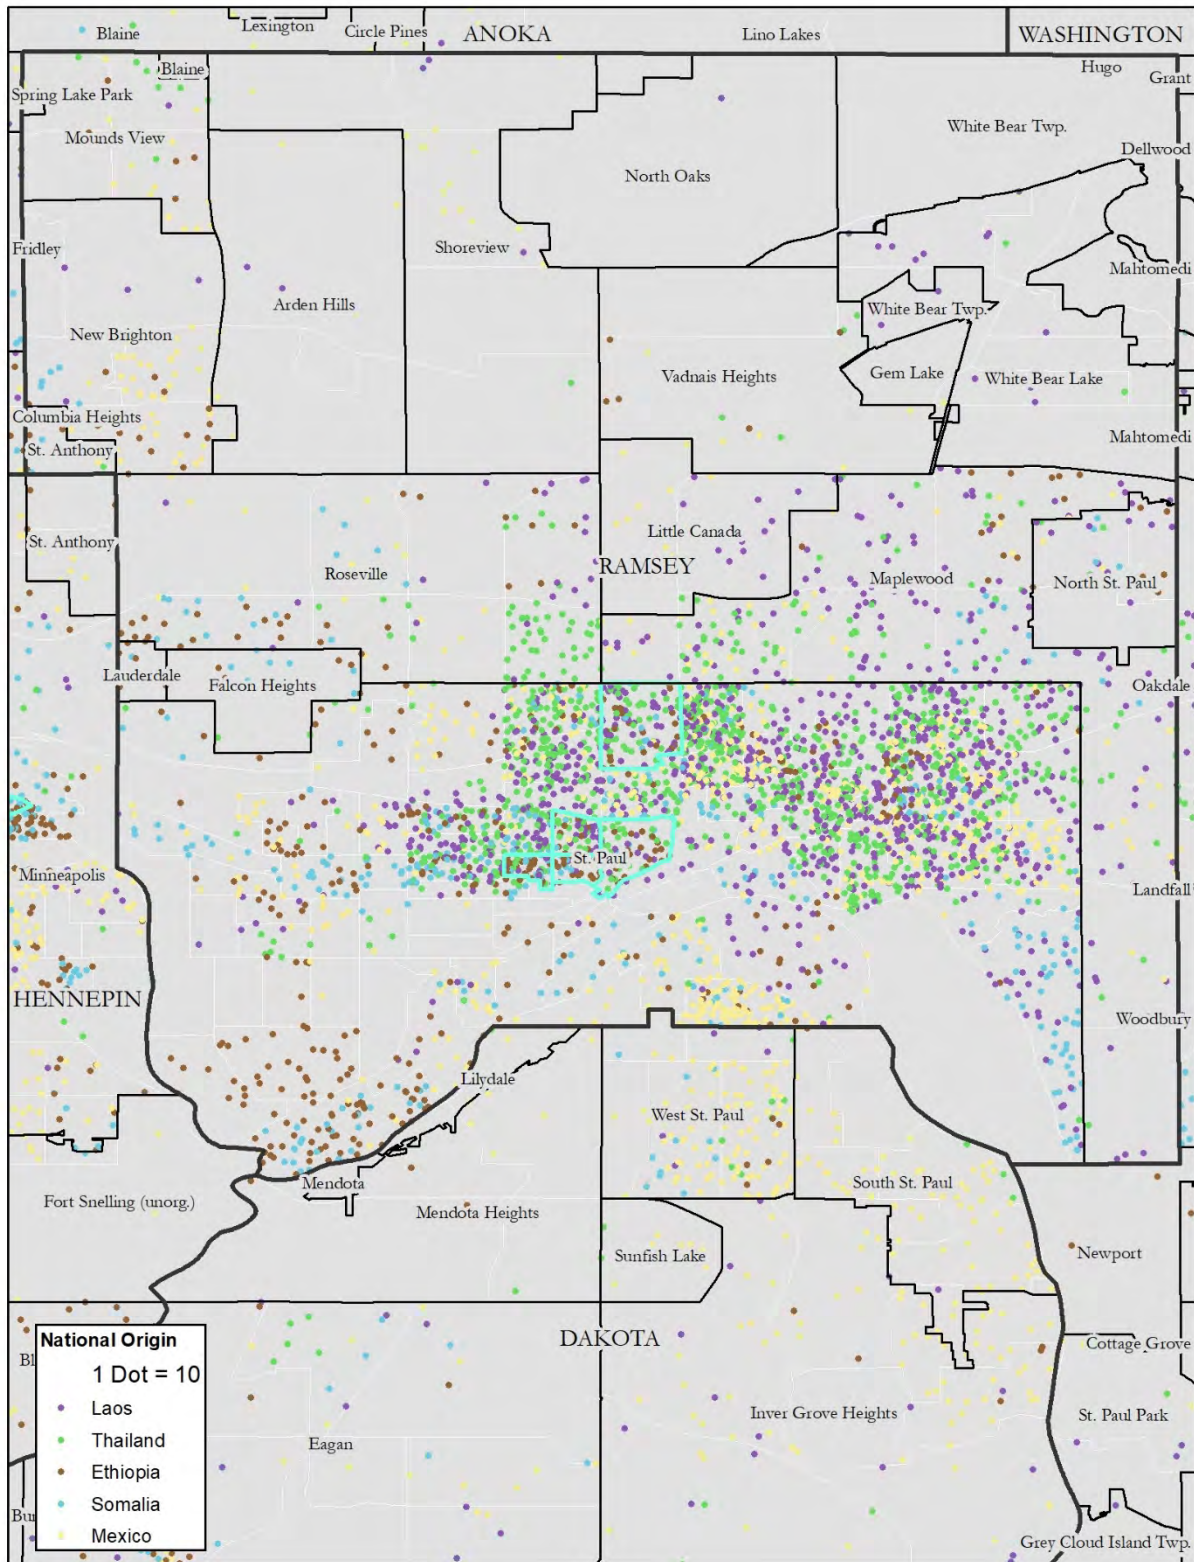 Blaine
Lexington
Circle Pines
ANOKA
Lino Lakes
WASHINGTON
Blaine
Hugo
Grant
Spring Lake Park
Mounds View
White Bear Twp.
Dellwood
North Oaks
Fridley
Shoreview
Mahtomedi
Arden Hills
White Bear Twp.
New Brighton
Vadnais Heights
Gem Lake
White Bear Lake
Columbia Heights
Mahtomedi
St. Anthony
St. Anthony
Little Canada
RAMSEY
Roseville
Maplewood
North St. Paul
Lauderdale
Falcon Heights
Oakdale
St. Paul
Minneapolis
Landfall
HENNEPIN
Woodbury
Lilydale
West St. Paul
Mendota
South St. Paul
Fort Snelling (unorg.)
Mendota Heights
Sunfish Lake
Newport
DAKOTA
Cottage Grove
Inver Grove Heights
St. Paul Park
Eagan
Grey Cloud Island Twp.
National Origin
1 Dot = 10
Laos
Thailand
Ethiopia
Somalia
Mexico